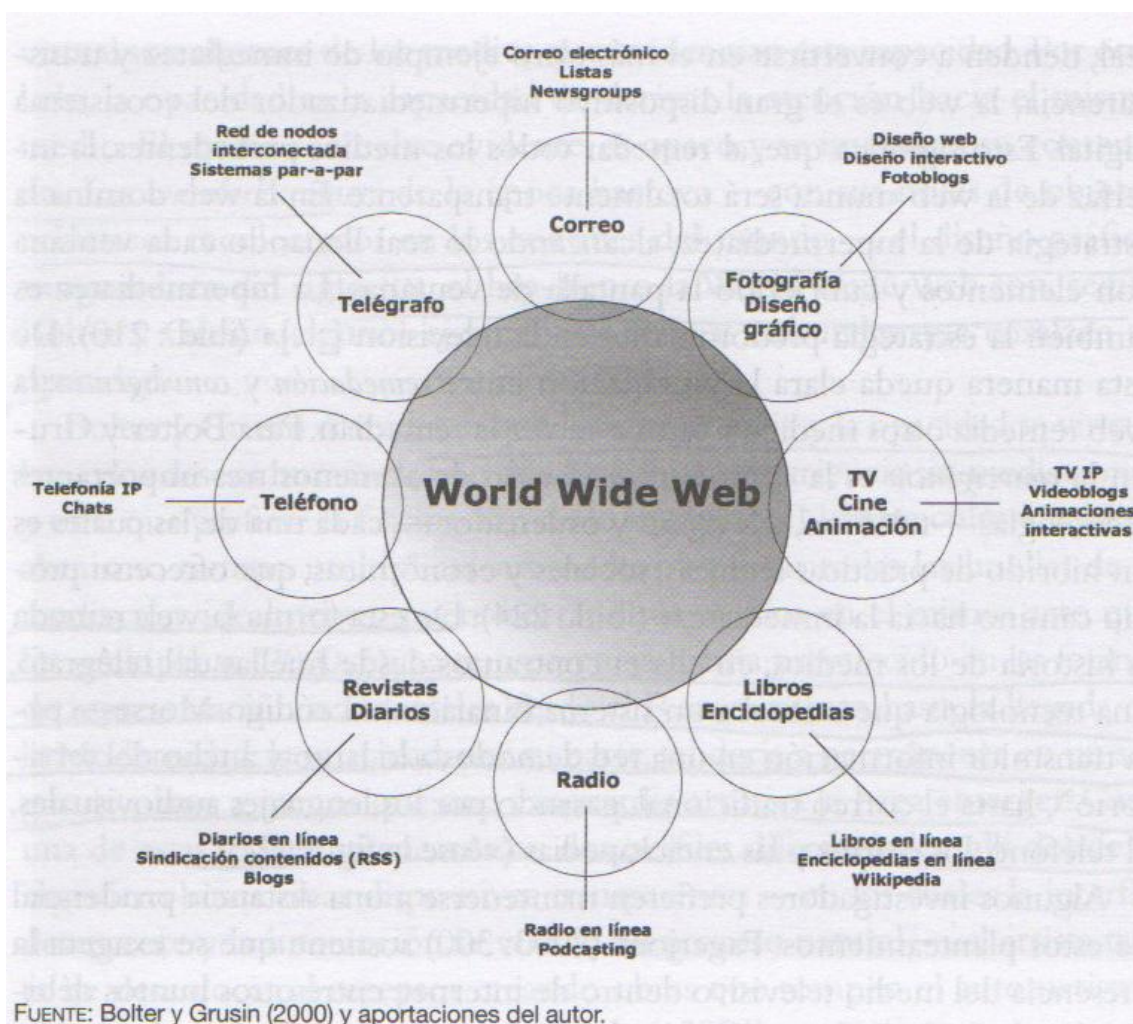 Correo electrónico
Listas
Newsgroups
Red de nodos
interconectada
Sistemas par-a-par
Diseño web
Diseño interactivo
Fotoblogs
Correo
Telégrafo
Fotografía
Diseño
gráfico
Telefonía IP
Chats
Teléfono
World Wide Web
TV
Cine
Animación
TV IP
Videoblogs
Animaciones
interactivas
Revistas
Diarios
Libros
Enciclopedias
Radio
Diarios en línea
Sindicación contenidos (RSS)
Blogs
Libros en línea
Enciclopedias en línea
Wikipedia
Radio en línea
Podcasting
FUENTE: Bolter y Grusin (2000) y aportaciones del autor.